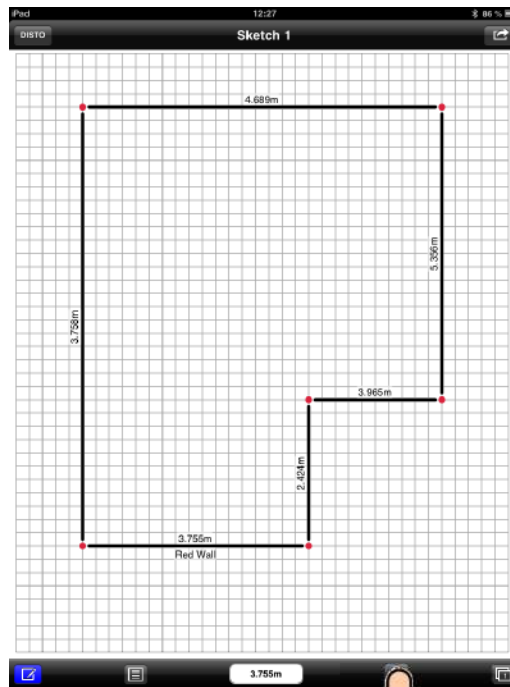 iPad 12:27 86 %
DISTO Sketch 1
4.689m
5.356m
3.758m
3.965m
2.424m
3.755m
Red Wall
3.755m
1